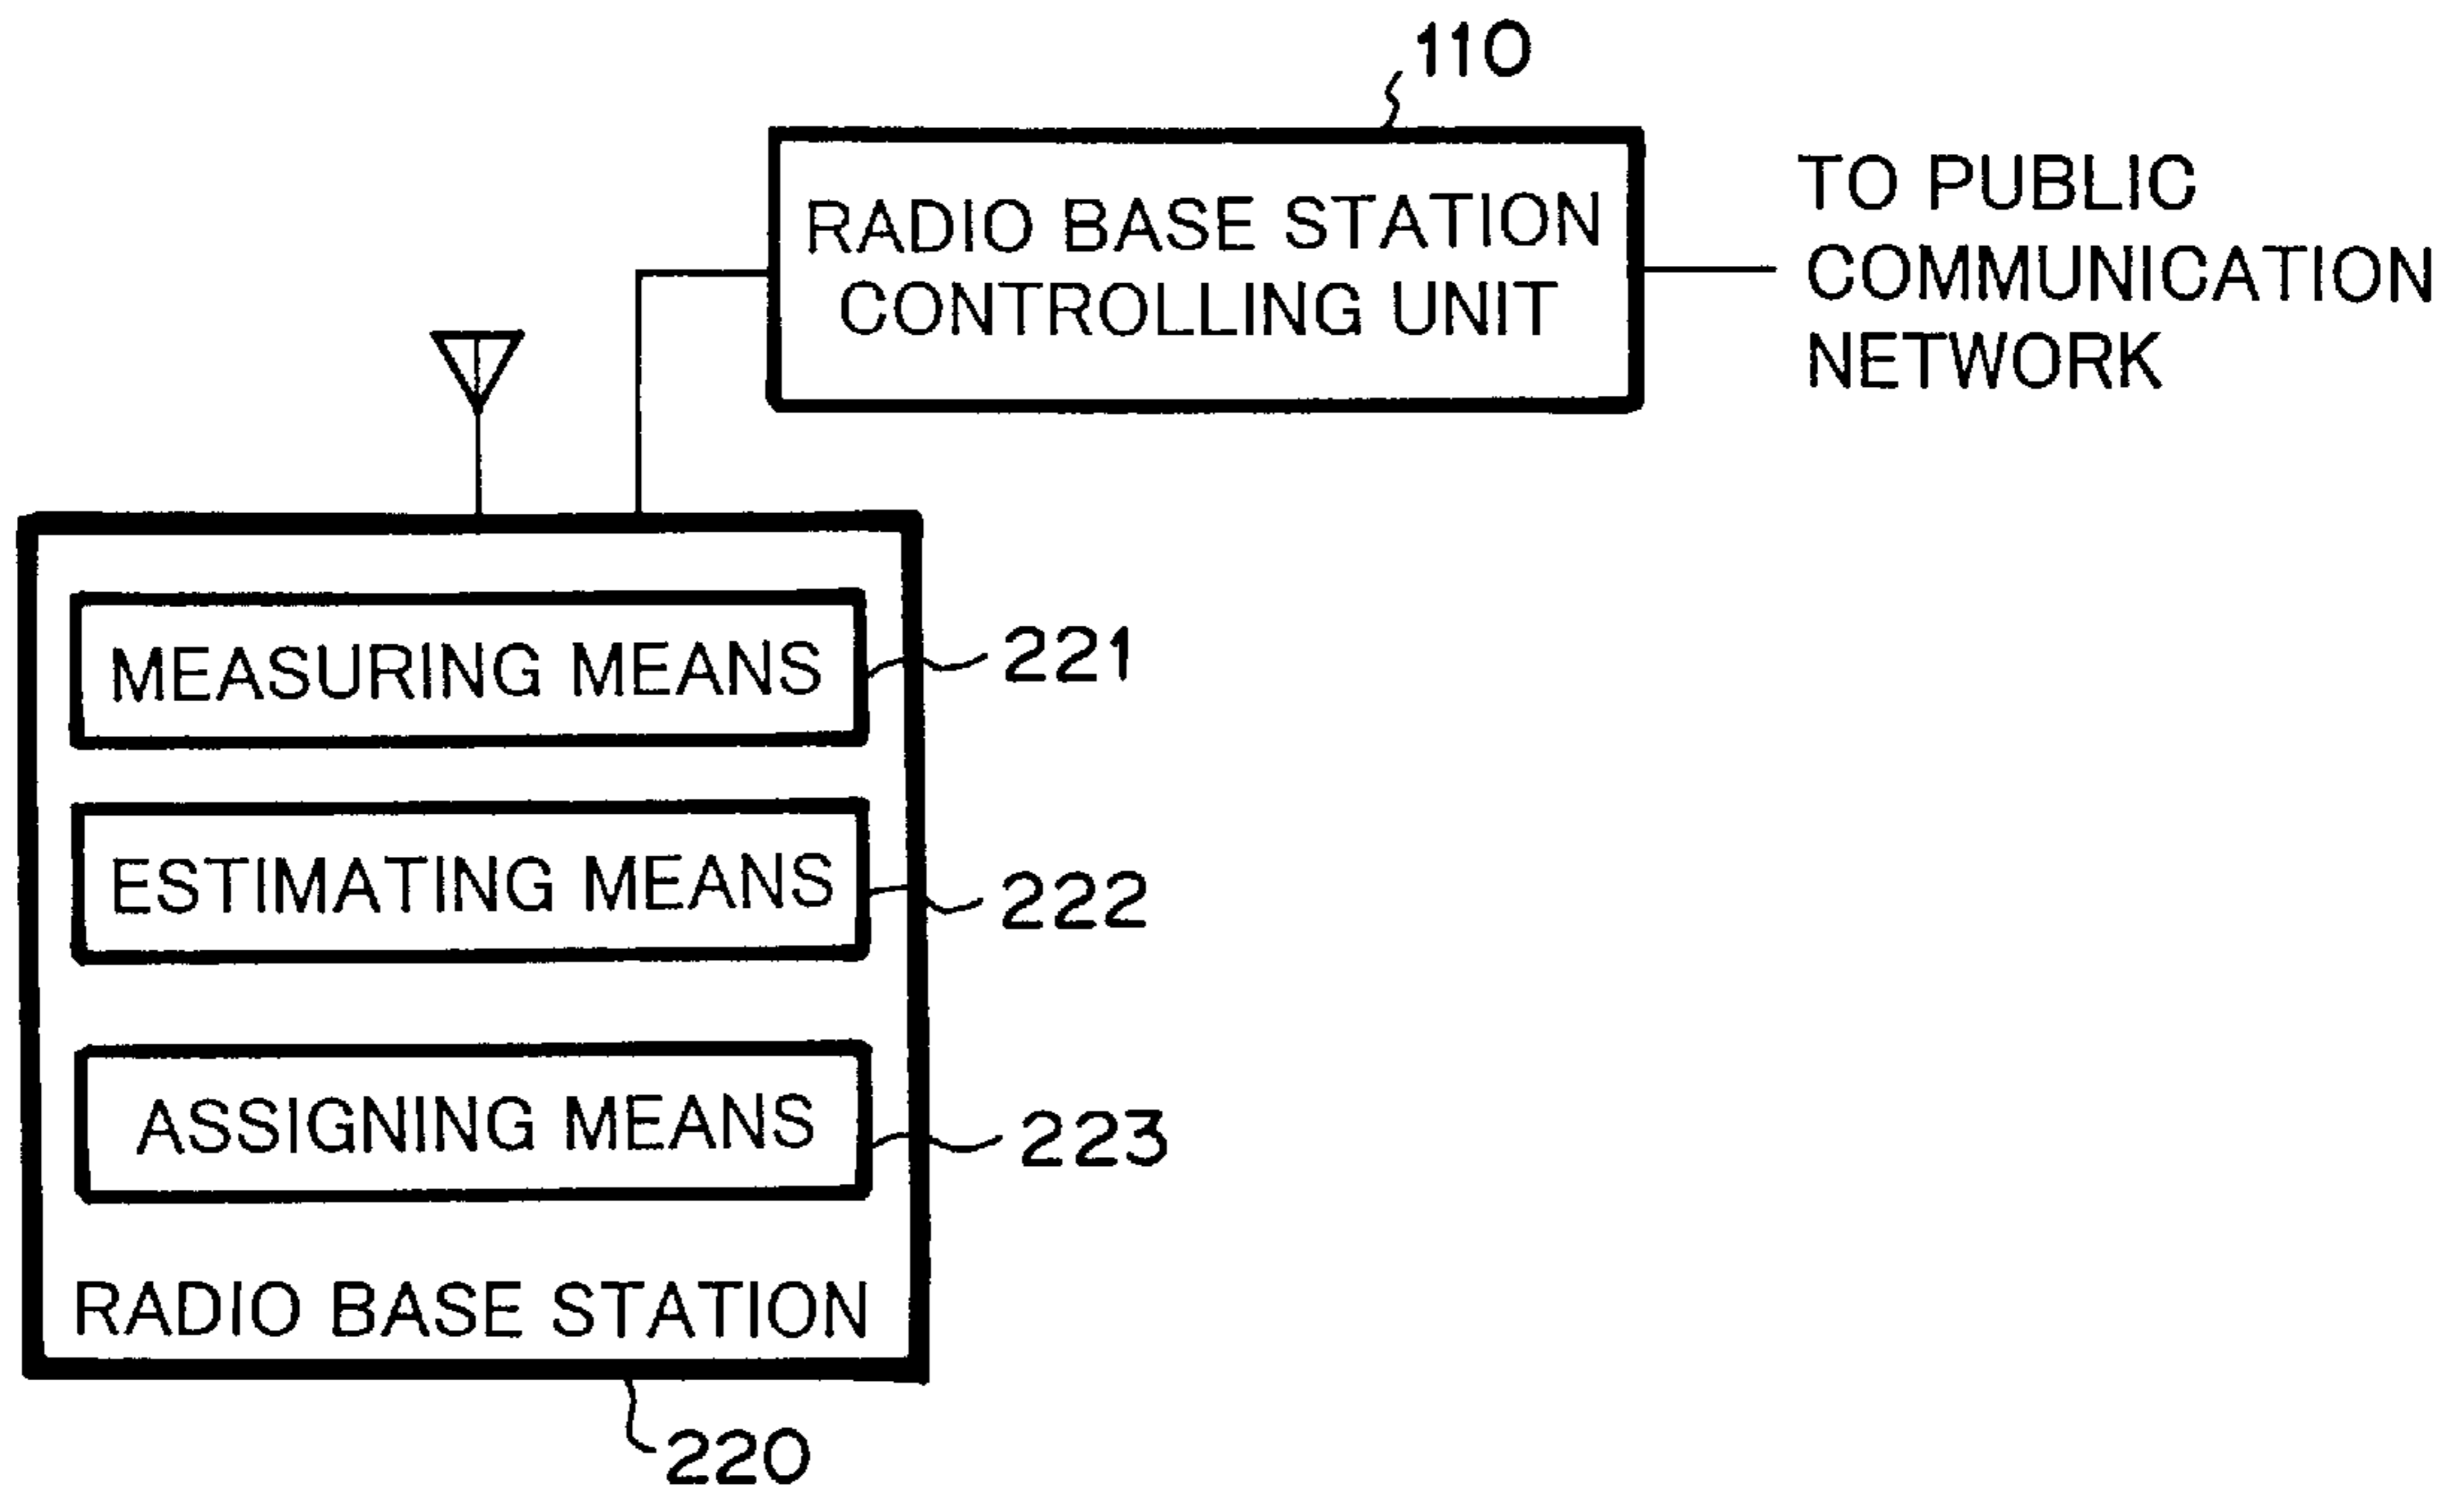 110
RADIO BASE STATION
CONTROLLING UNIT
TO PUBLIC
COMMUNICATION
NETWORK
MEASURING MEANS
221
ESTIMATING MEANS
222
ASSIGNING MEANS
223
RADIO BASE STATION
220